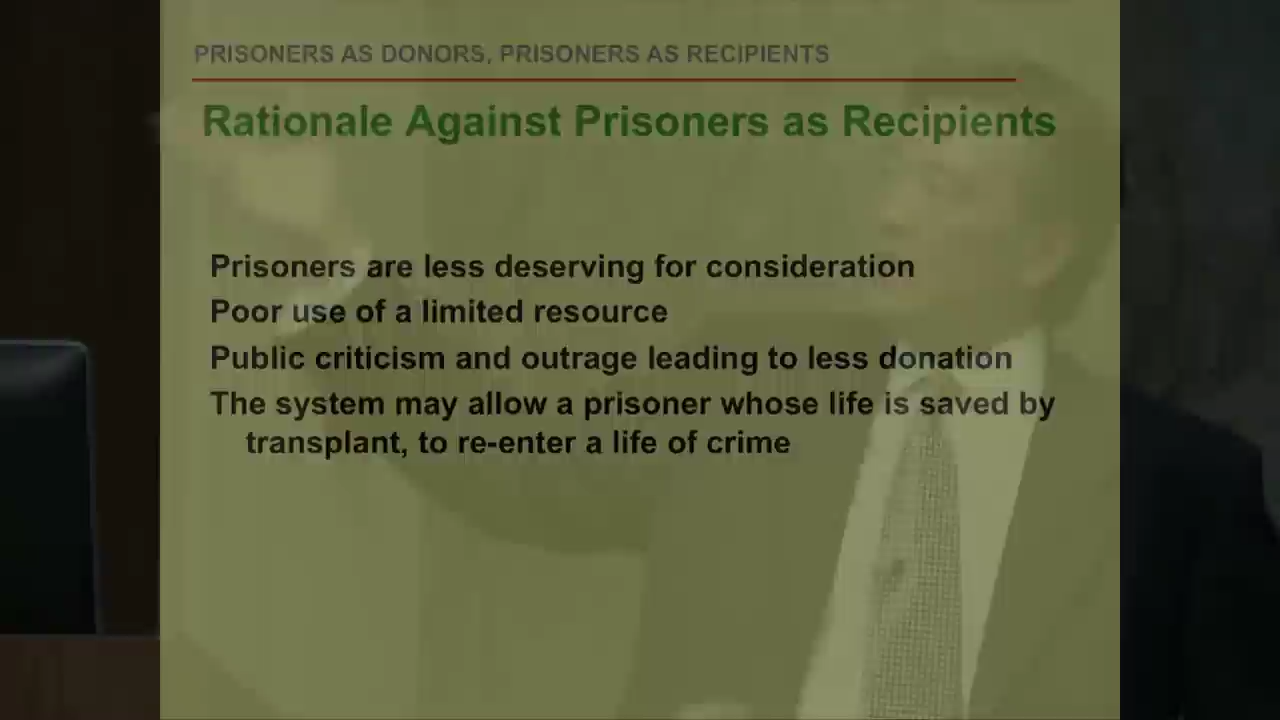 PRISONERS AS DONORS, PRISONERS AS RECIPIENTS
Rationale Against Prisoners as Recipients
Prisoners are less deserving for consideration
Poor use of a limited resource
Public criticism and outrage leading to less donation
The system may allow a prisoner whose life is saved by
transplant, to re-enter a life of crime